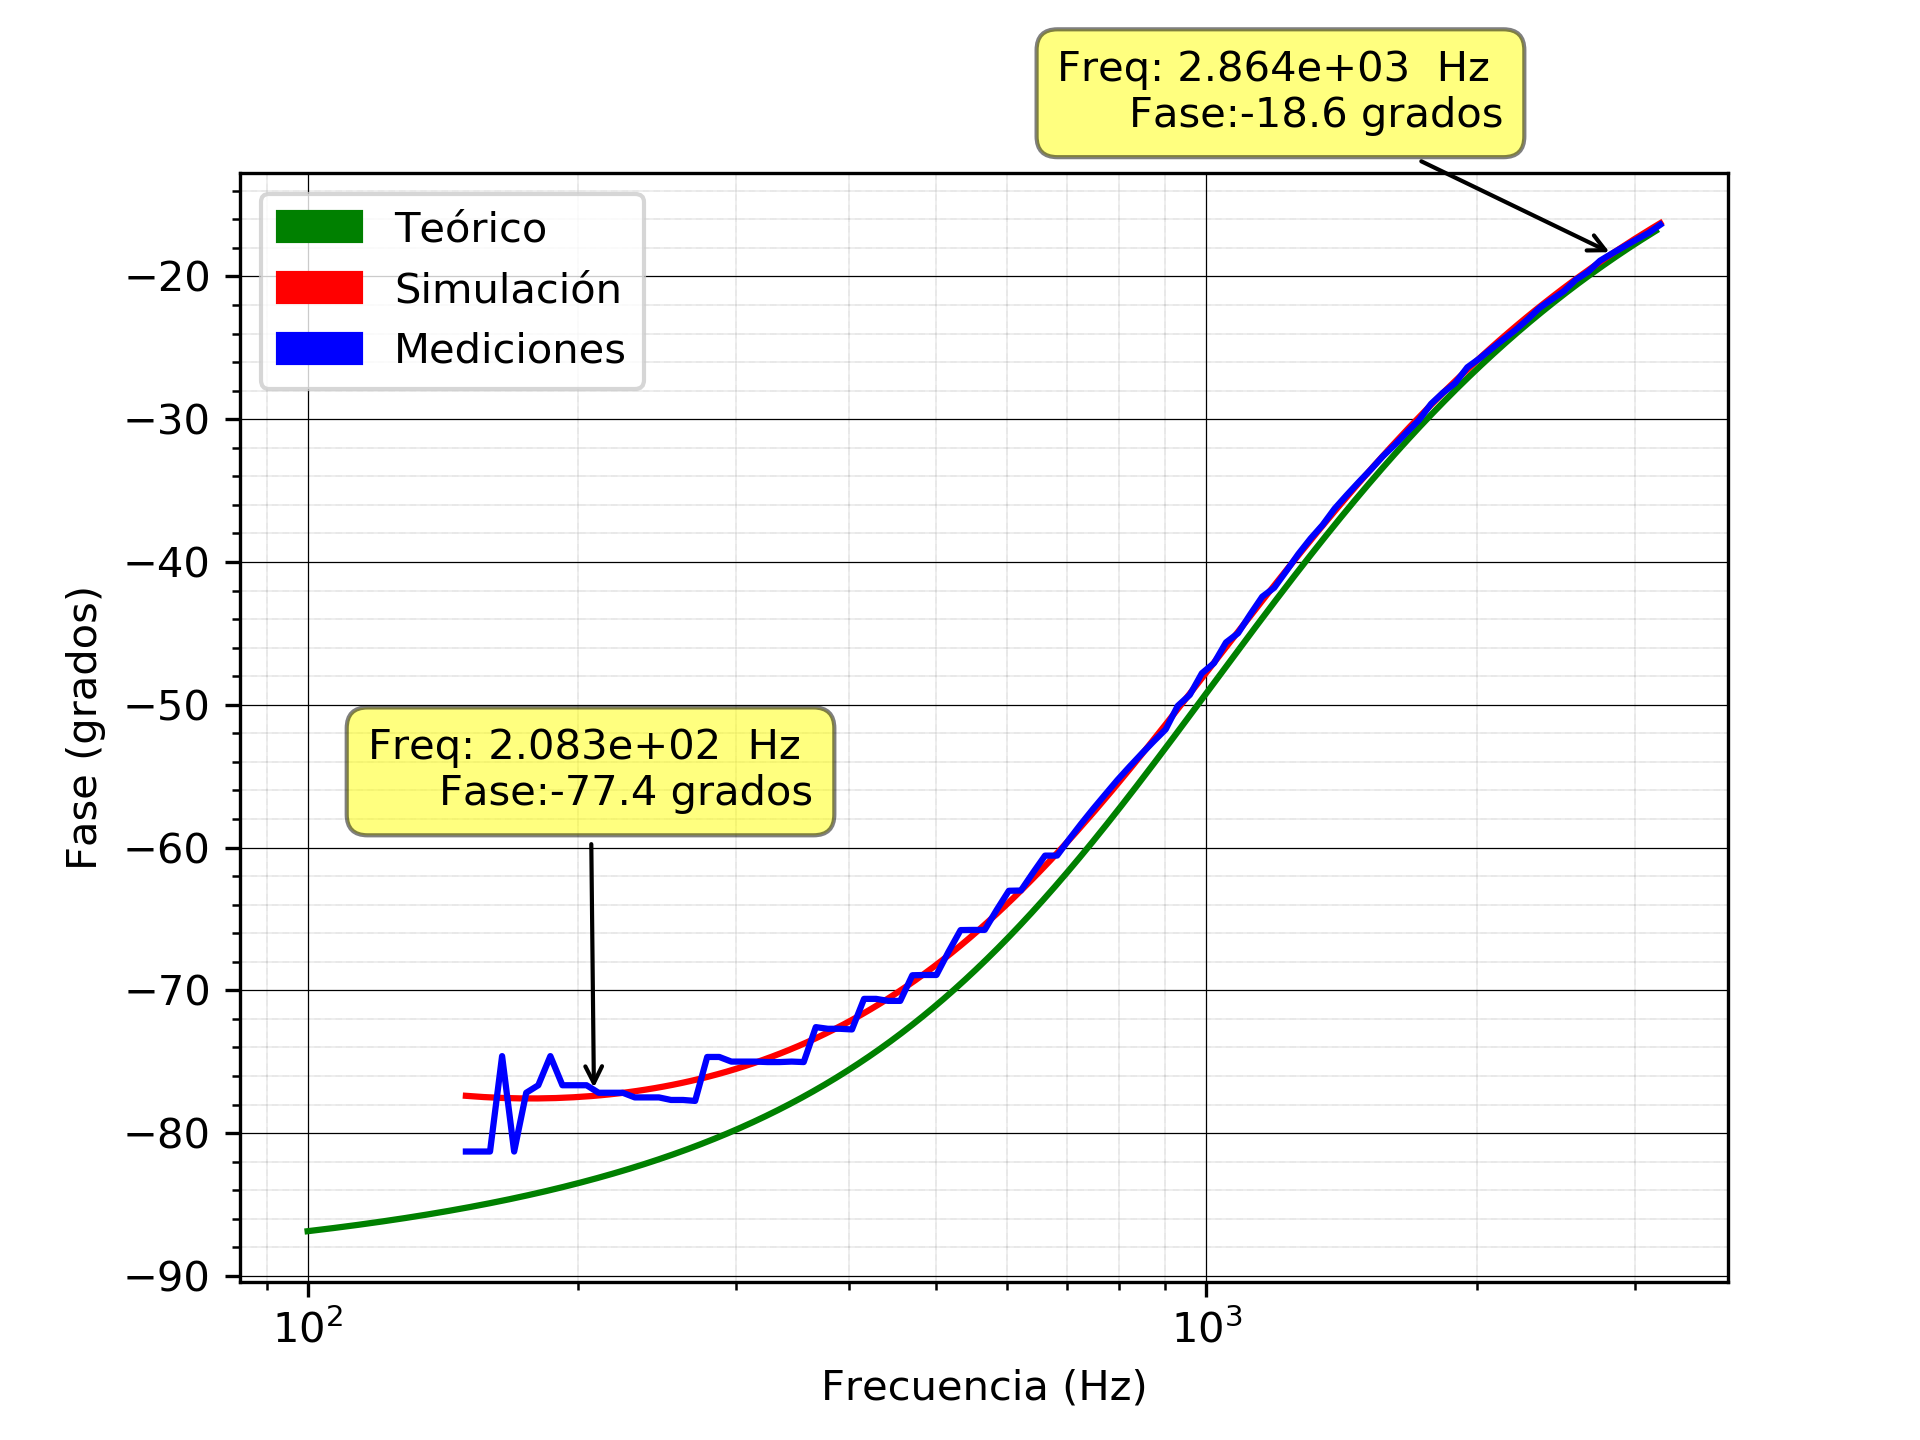 Freq: 2.864e+03  Hz
Fase:-18.6 grados
Teórico
Simulación
Mediciones
Freq: 2.083e+02  Hz
Fase:-77.4 grados
Fase (grados)
−20
−30
−40
−50
−60
−70
−80
−90
10²
10³
Frecuencia (Hz)